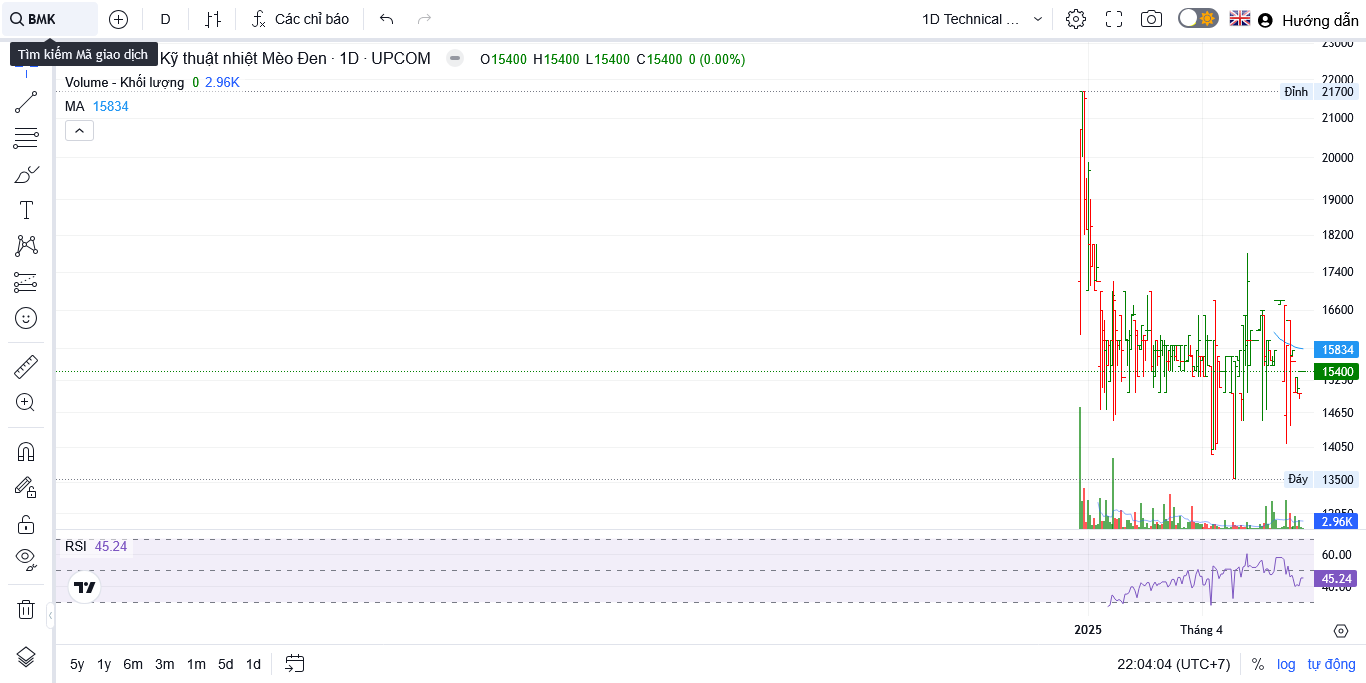 BMK
D
Các chỉ báo
1D Technical ...
Hướng dẫn
Tìm kiếm Mã giao dịch
Kỹ thuật nhiệt Mèo Đen · 1D · UPCOM
O15400 H15400 L15400 C15400 0 (0.00%)
Volume - Khối lượng 0 2.96K
MA 15834
23000
22000
Đỉnh 21700
21000
20000
19000
18200
17400
16600
15834
15400
15250
14650
14050
Đáy 13500
12950
2.96K
RSI 45.24
60.00
45.24
40.00
2025
Tháng 4
5y 1y 6m 3m 1m 5d 1d
22:04:04 (UTC+7)
% log tự động